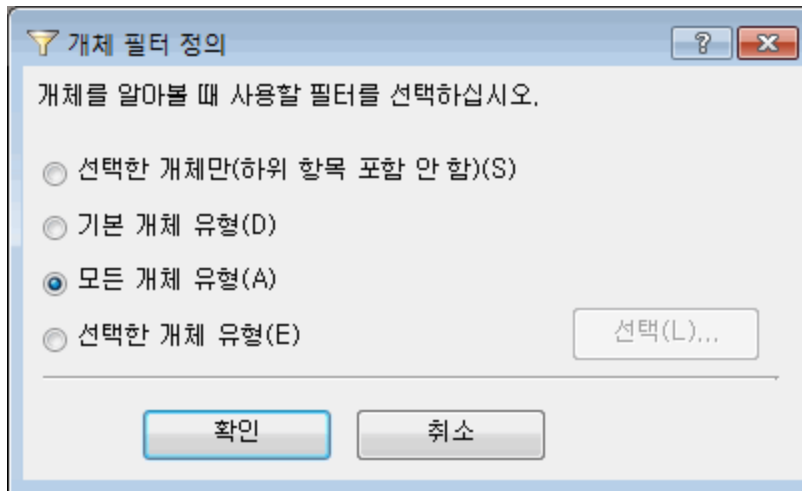 개체 필터 정의
개체를 알아볼 때 사용할 필터를 선택하십시오.
선택한 개체만(하위 항목 포함 안 함)(S)
기본 개체 유형(D)
모든 개체 유형(A)
선택한 개체 유형(E) 선택(L)...
확인 취소